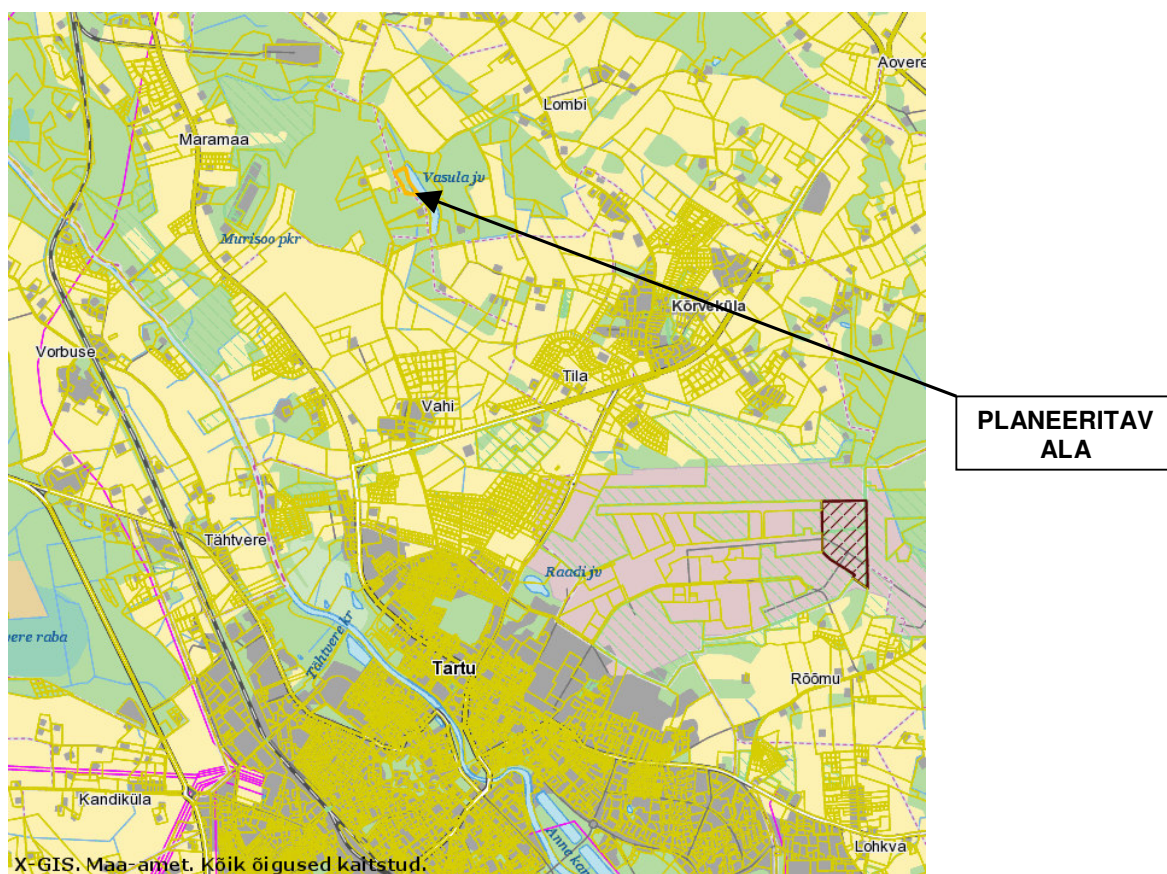 Aovere
Lombi
Maramaa
Vasula jv
Murisoo pkr
Kõrveküla
Vorbuse
Tila
Vahi
PLANEERITAV
ALA
Tähtvere
Raadi jv
vere raba
Tähtvere kr
Tartu
Rõõmu
Kandiküla
Anne kan
Lohkva
X-GIS. Maa-amet. Kõik õigused kaitstud.